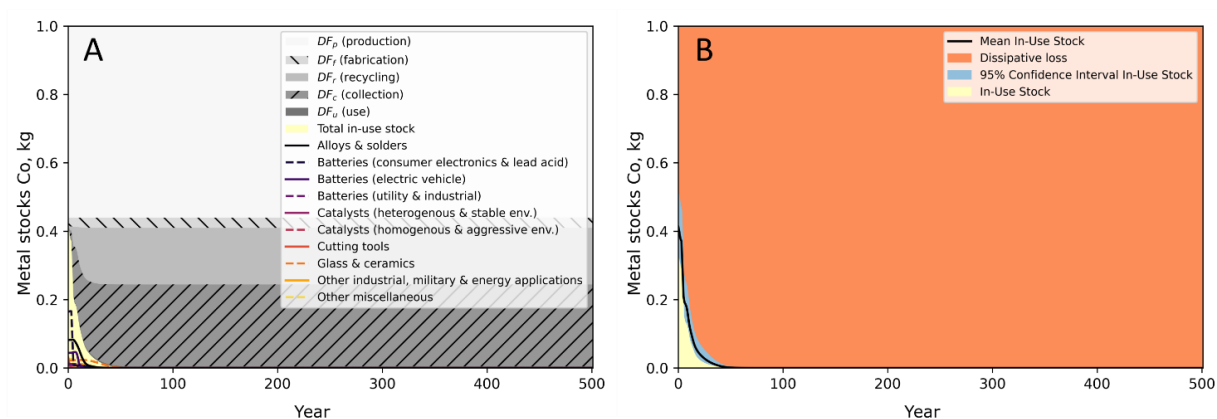 A
Metal stocks Co, kg
1.0
0.8
0.6
0.4
0.2
0.0
DF_p (production)
DF_f (fabrication)
DF_r (recycling)
DF_c (collection)
DF_u (use)
Total in-use stock
Alloys & solders
Batteries (consumer electronics & lead acid)
Batteries (electric vehicle)
Batteries (utility & industrial)
Catalysts (heterogenous & stable env.)
Catalysts (homogenous & aggressive env.)
Cutting tools
Glass & ceramics
Other industrial, military & energy applications
Other miscellaneous
0 100 200 300 400 500
Year
B
Metal stocks Co, kg
1.0
0.8
0.6
0.4
0.2
0.0
Mean In-Use Stock
Dissipative loss
95% Confidence Interval In-Use Stock
In-Use Stock
0 100 200 300 400 500
Year